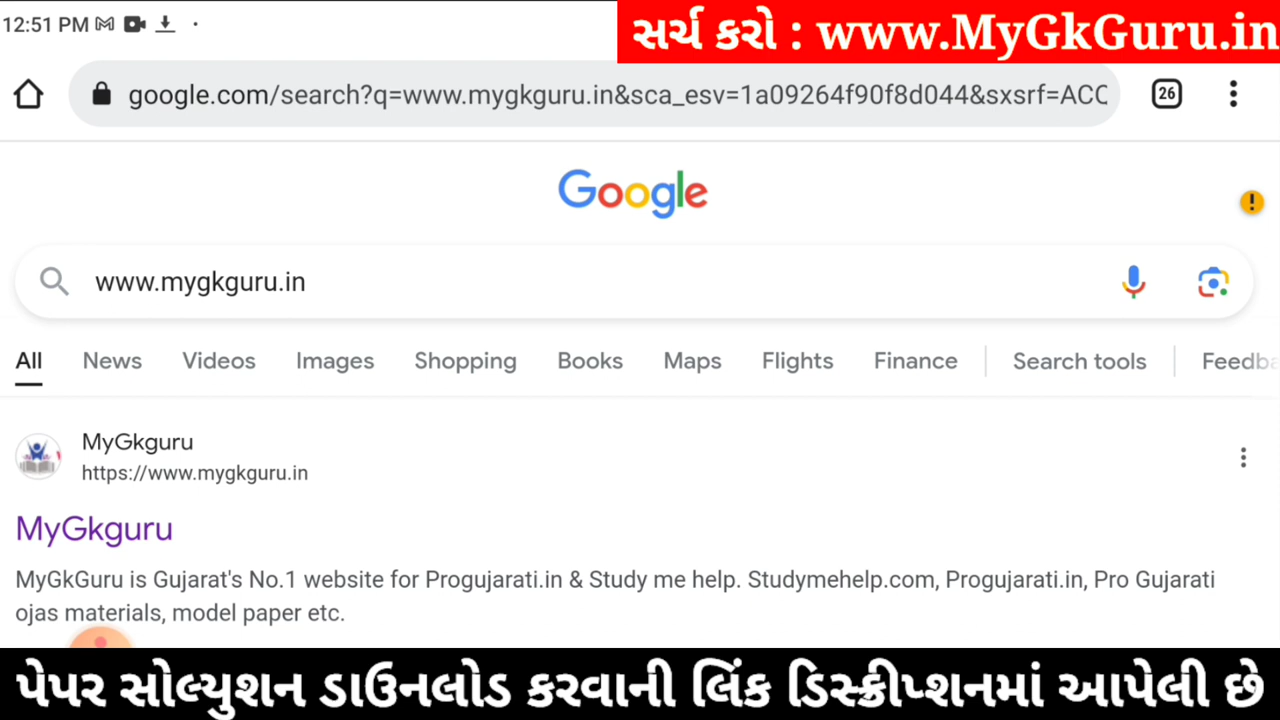 12:51 PM
સર્ચ કરો : www.MyGkGuru.in
google.com/search?q=www.mygkguru.in&sca_esv=1a09264f90f8d044&sxsrf=ACC
26
Google
www.mygkguru.in
All News Videos Images Shopping Books Maps Flights Finance Search tools Feedba
MyGkguru
https://www.mygkguru.in
MyGkguru
MyGkGuru is Gujarat's No.1 website for Progujarati.in & Study me help. Studymehelp.com, Progujarati.in, Pro Gujarati
ojas materials, model paper etc.
પેપર સોલ્યુશન ડાઉનલોડ કરવાની લિંક ડિસ્ક્રીપ્શનમાં આપેલી છે